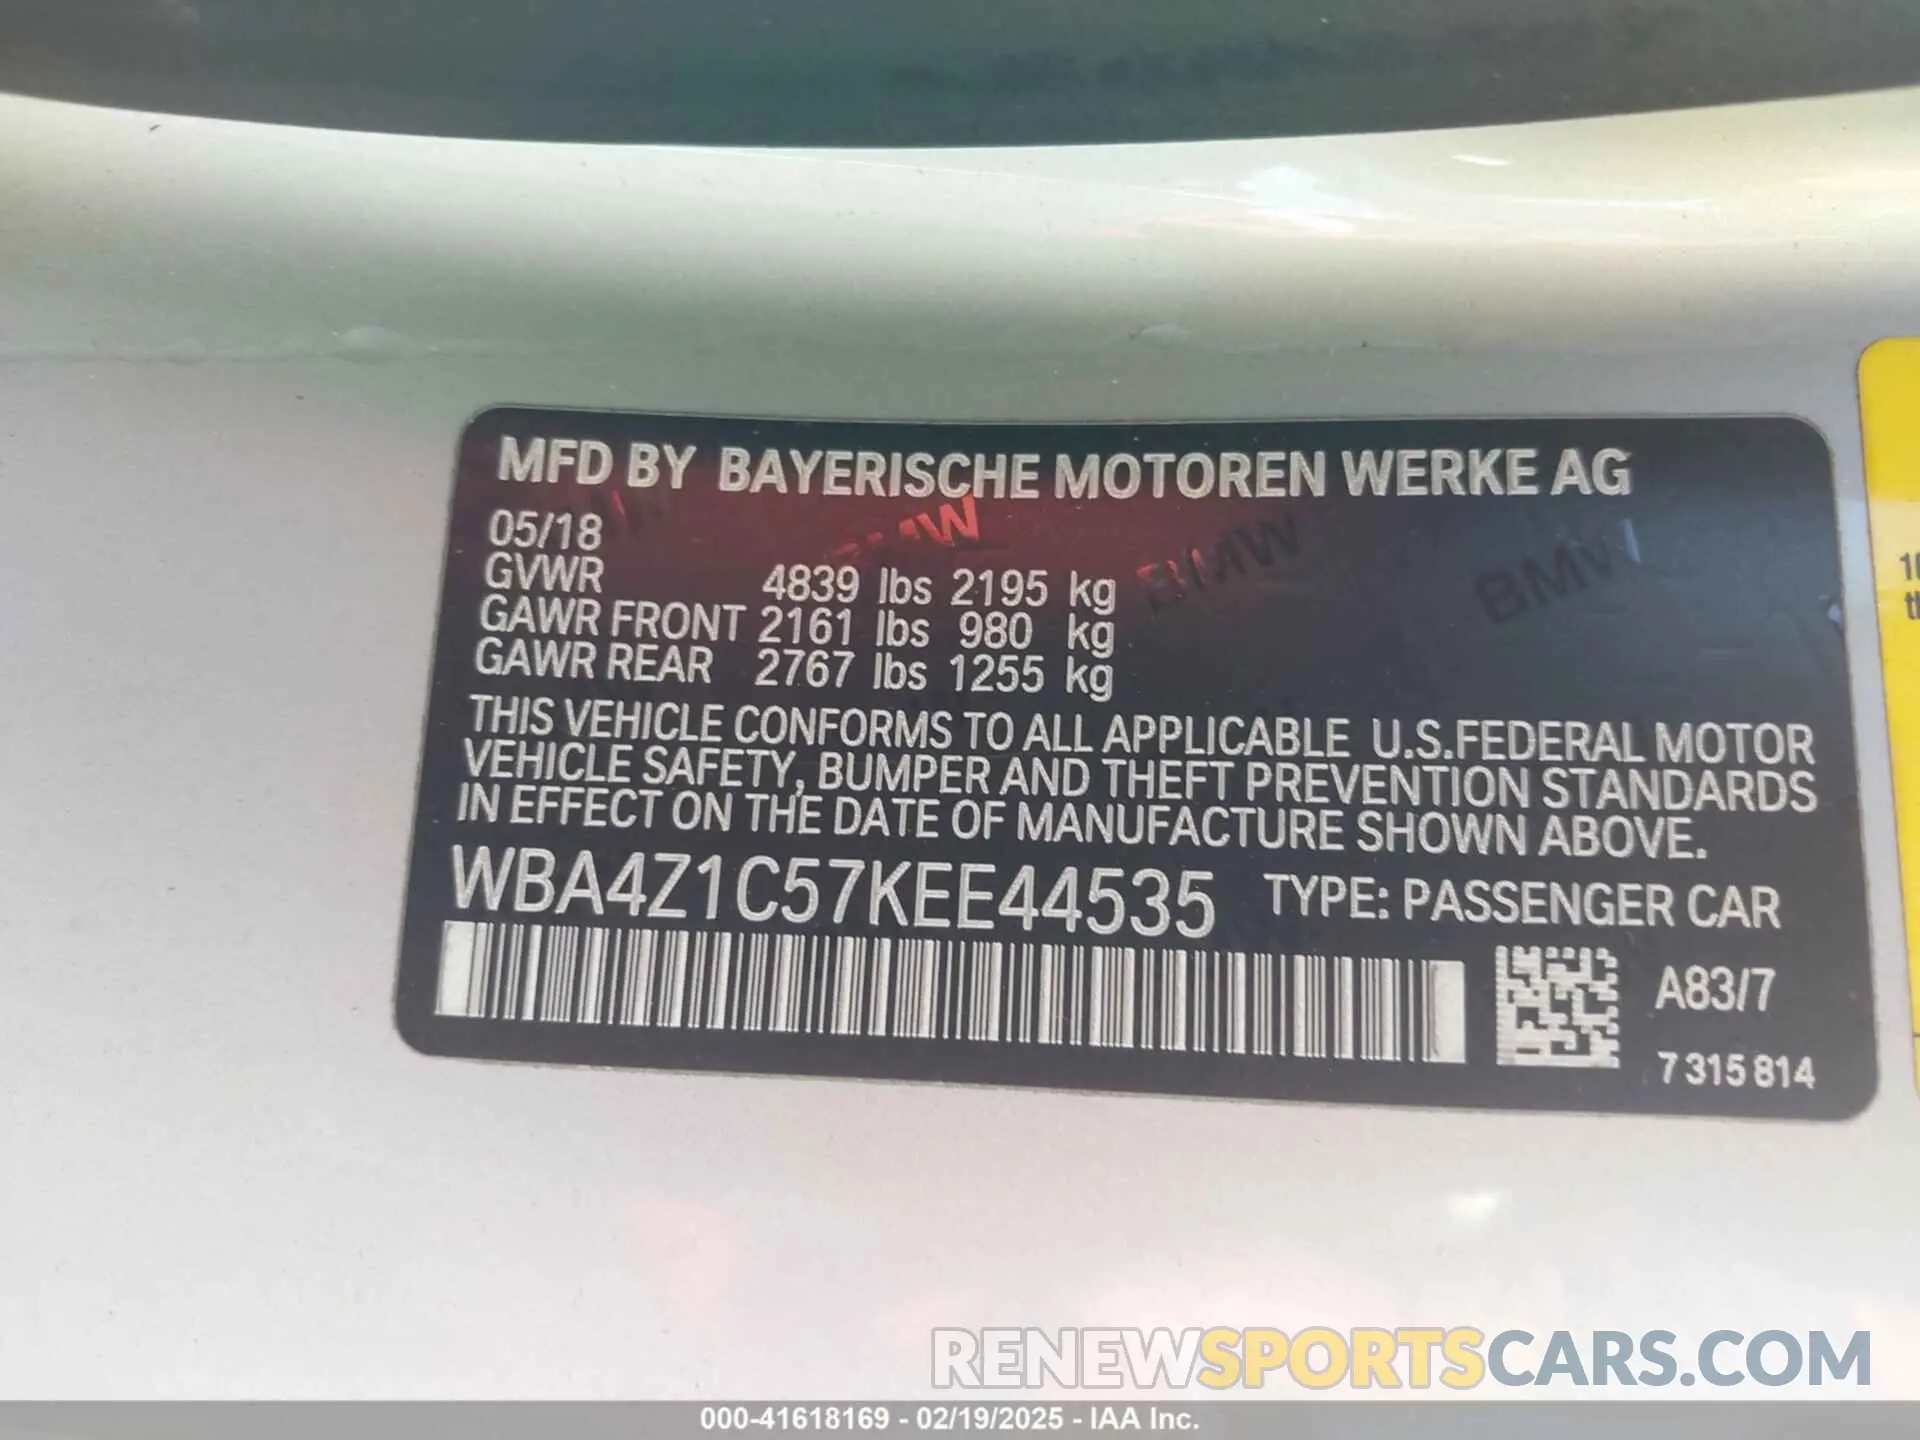 MFD BY BAYERISCHE MOTOREN WERKE AG
05/18
GVWR 4839 lbs 2195 kg
GAWR FRONT 2161 lbs 980 kg
GAWR REAR 2767 lbs 1255 kg
BMW BMW BMW
THIS VEHICLE CONFORMS TO ALL APPLICABLE U.S.FEDERAL MOTOR
VEHICLE SAFETY, BUMPER AND THEFT PREVENTION STANDARDS
IN EFFECT ON THE DATE OF MANUFACTURE SHOWN ABOVE.
WBA4Z1C57KEE44535 TYPE: PASSENGER CAR
A83/7
7 315 814
RENEWSPORTSCARS.COM
000-41618169 - 02/19/2025 - IAA Inc.